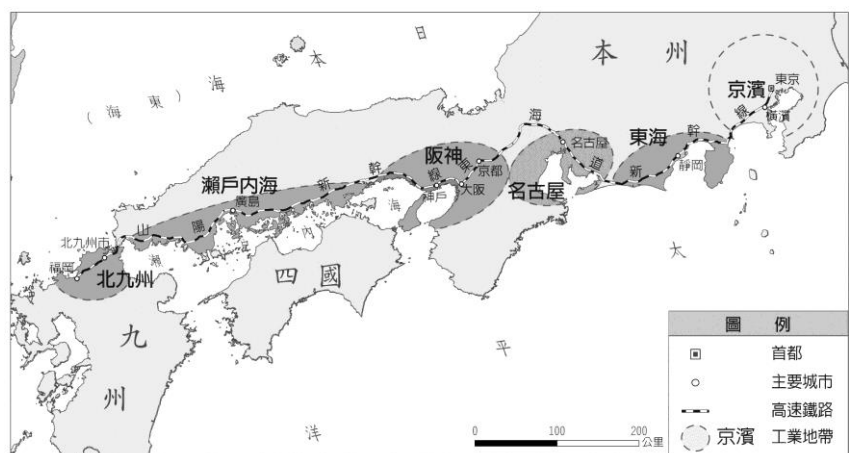 日本海
(東海)
本州
京濱
東京
橫濱
東海
靜岡
東海道新幹線
名古屋
名古屋
阪神
京都
大阪
神戶
瀨戶內海
山陽新幹線
廣島
瀨戶內海
北九州市
福岡
北九州
四國
九州
太平洋
0 100 200
公里
圖 例
首都
主要城市
高速鐵路
京濱 工業地帶